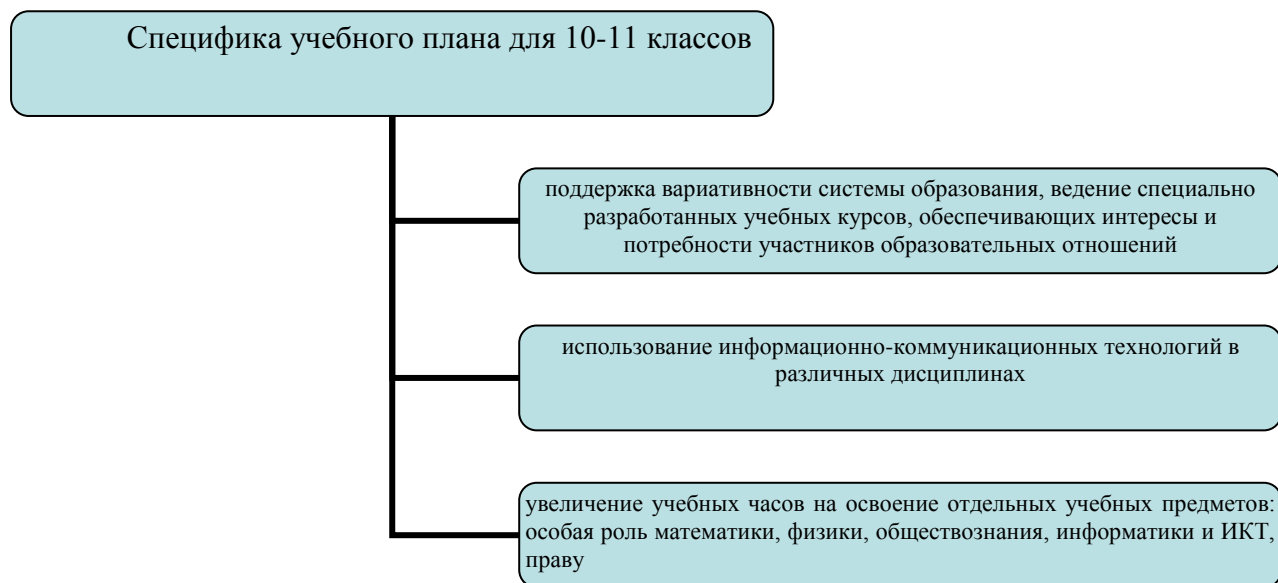 Специфика учебного плана для 10-11 классов
поддержка вариативности системы образования, ведение специально
разработанных учебных курсов, обеспечивающих интересы и
потребности участников образовательных отношений
использование информационно-коммуникационных технологий в
различных дисциплинах
увеличение учебных часов на освоение отдельных учебных предметов:
особая роль математики, физики, обществознания, информатики и ИКТ,
праву